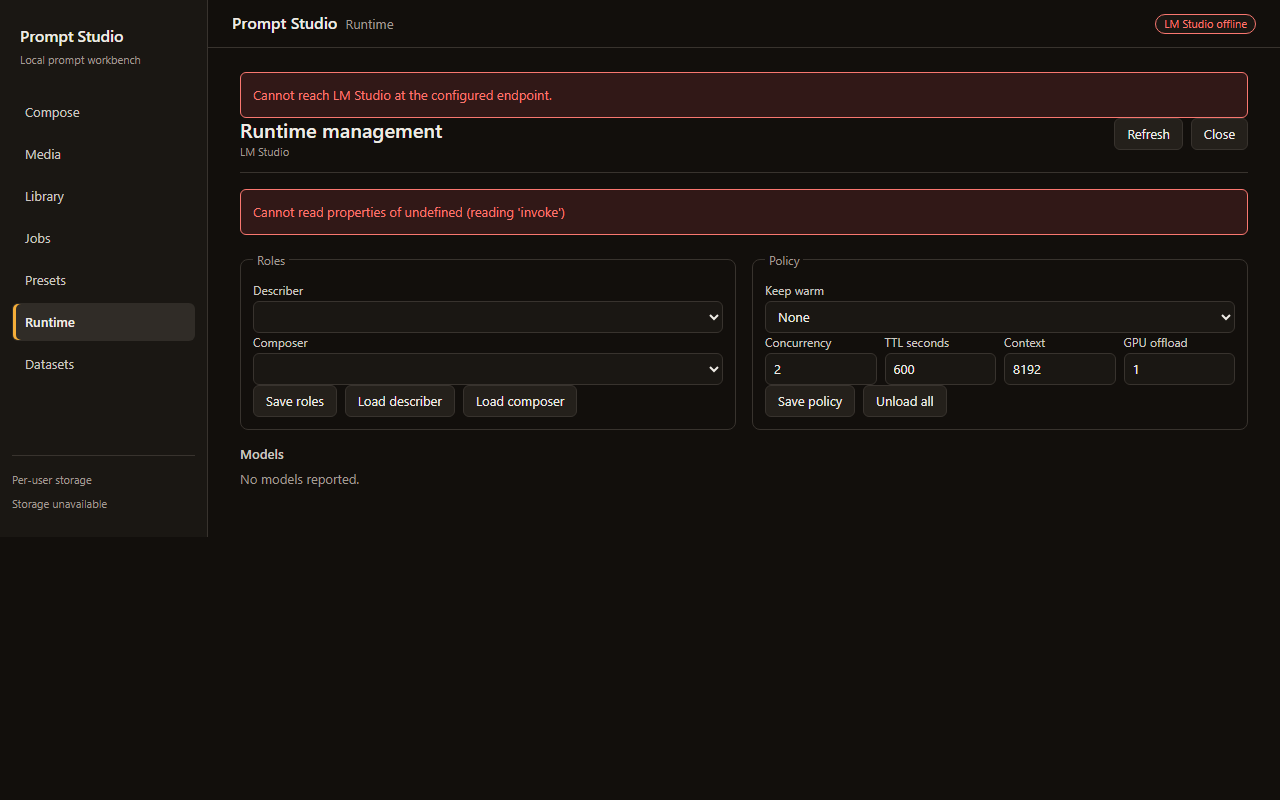 Prompt Studio
Local prompt workbench
Compose
Media
Library
Jobs
Presets
Runtime
Datasets
Per-user storage
Storage unavailable
Prompt Studio Runtime
LM Studio offline
Cannot reach LM Studio at the configured endpoint.
Runtime management
LM Studio
Refresh Close
Cannot read properties of undefined (reading 'invoke')
Roles
Describer
Composer
Save roles Load describer Load composer
Policy
Keep warm
None
Concurrency TTL seconds Context GPU offload
2 600 8192 1
Save policy Unload all
Models
No models reported.